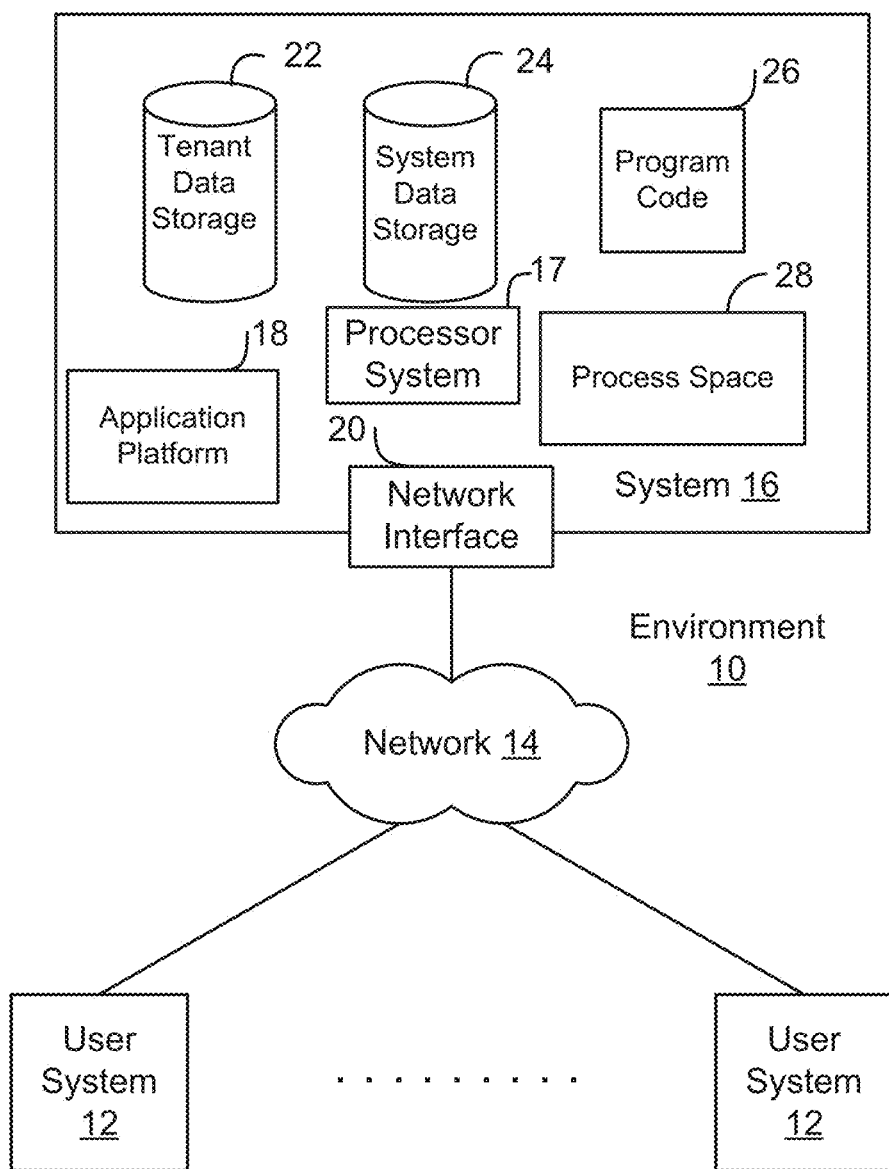 22
24
26
Tenant
Data
Storage
System
Data
Storage
Program
Code
17
28
18
Processor
System
Process Space
Application
Platform
20
System 16
Network
Interface
Environment
10
Network 14
User
System
12
User
System
12